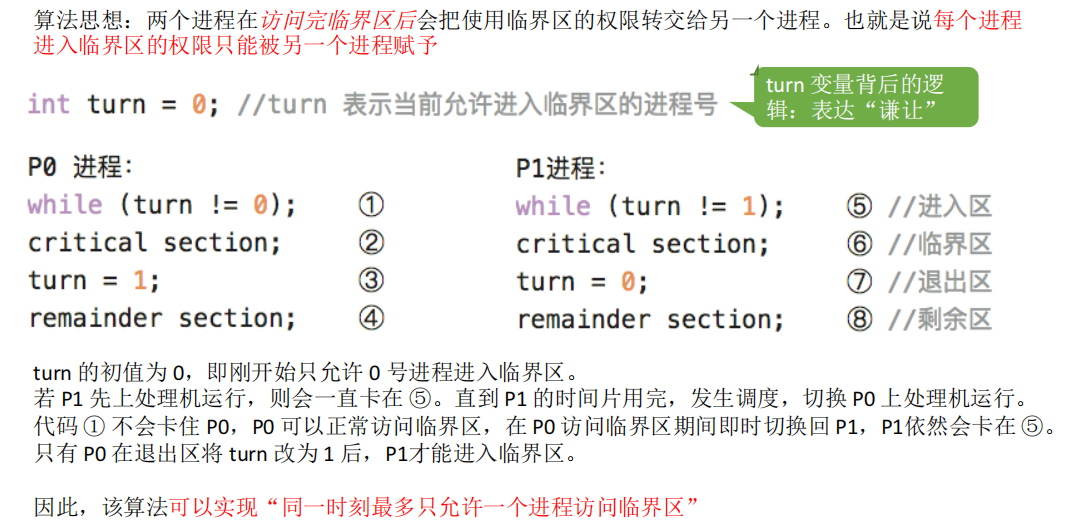 算法思想：两个进程在访问完临界区后会把使用临界区的权限转交给另一个进程。也就是说每个进程
进入临界区的权限只能被另一个进程赋予
int turn = 0; //turn 表示当前允许进入临界区的进程号
turn 变量背后的逻
辑：表达“谦让”
P0 进程：
while (turn != 0); ①
critical section; ②
turn = 1; ③
remainder section; ④
P1进程：
while (turn != 1); ⑤ //进入区
critical section; ⑥ //临界区
turn = 0; ⑦ //退出区
remainder section; ⑧ //剩余区
turn 的初值为 0，即刚开始只允许 0 号进程进入临界区。
若 P1 先上处理机运行，则会一直卡在 ⑤。直到 P1 的时间片用完，发生调度，切换 P0 上处理机运行。
代码 ① 不会卡住 P0，P0 可以正常访问临界区，在 P0 访问临界区期间即时切换回 P1，P1依然会卡在 ⑤。
只有 P0 在退出区将 turn 改为 1 后，P1才能进入临界区。
因此，该算法可以实现“同一时刻最多只允许一个进程访问临界区”